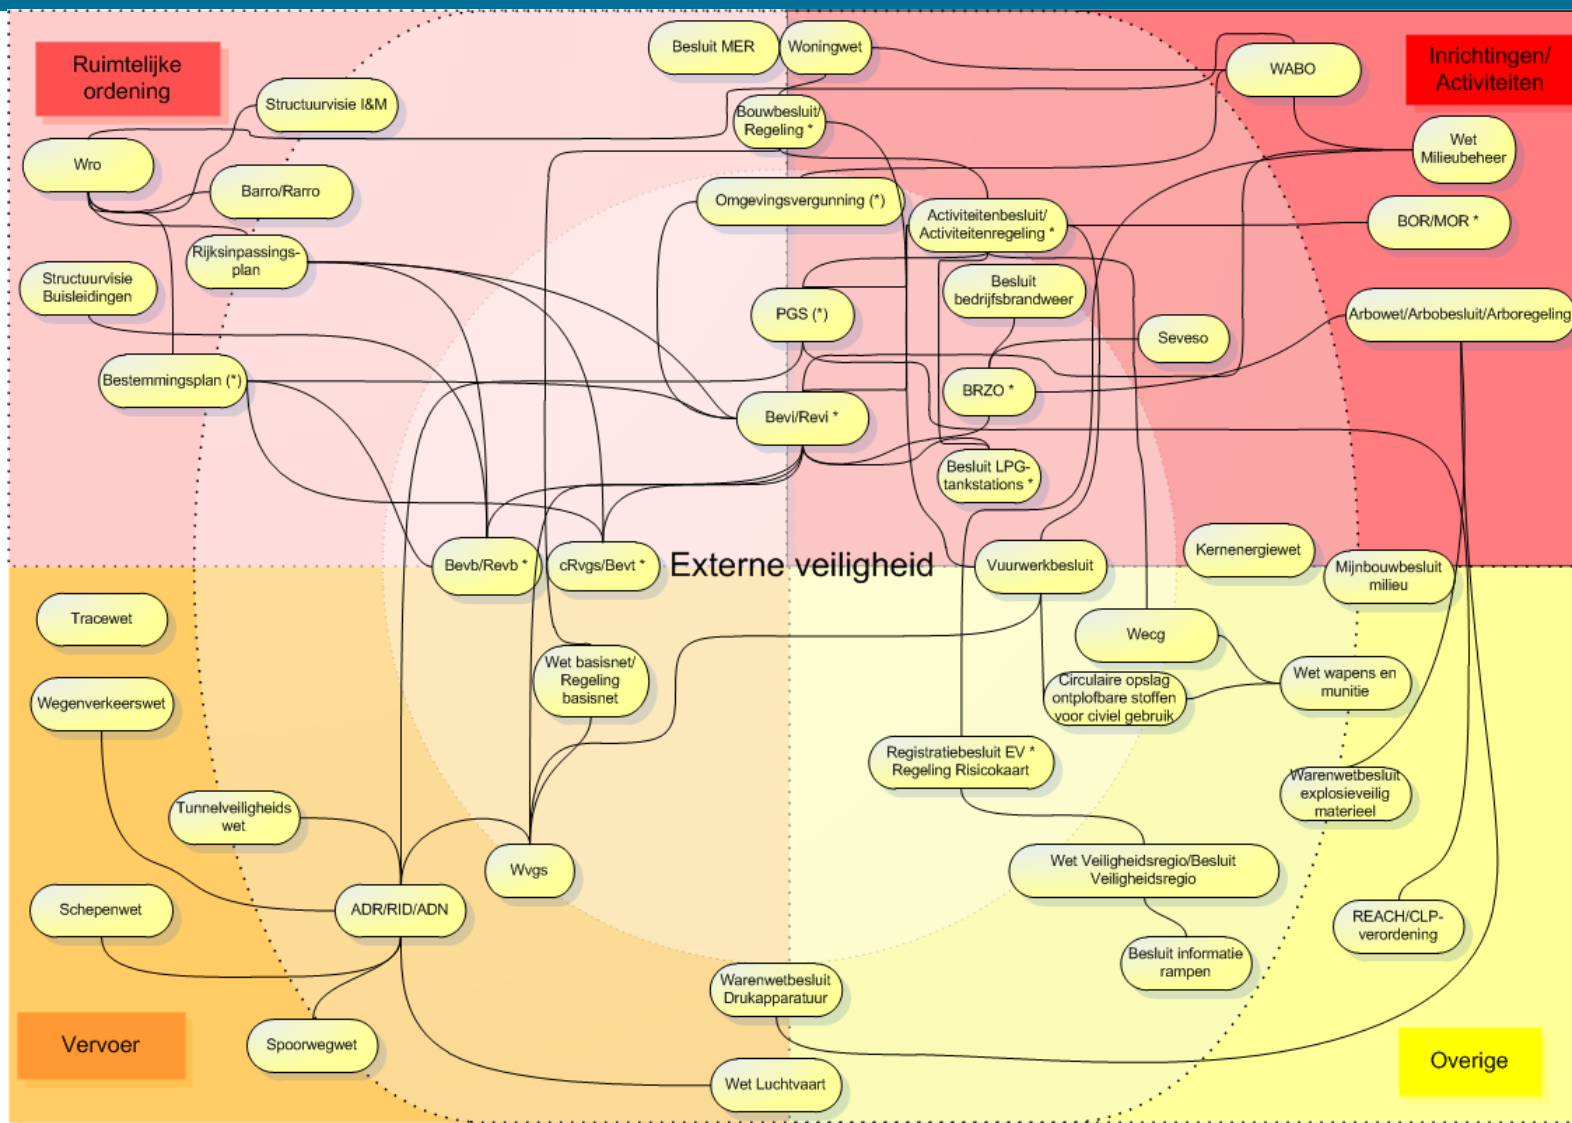 Ruimtelijke
ordening
Besluit MER
Woningwet
WABO
Inrichtingen/
Activiteiten
Structuurvisie I&M
Bouwbesluit/
Regeling *
Wro
Wet
Milieubeheer
Barro/Rarro
Omgevingsvergunning (*)
Activiteitenbesluit/
Activiteitenregeling *
BOR/MOR *
Rijksinpassings-
plan
Structuurvisie
Buisleidingen
Besluit
bedrijfsbrandweer
PGS (*)
Arbowet/Arbobesluit/Arboregeling
Seveso
Bestemmingsplan (*)
BRZO *
Bevi/Revi *
Besluit LPG-
tankstations *
Kernenergiewet
Bevb/Revb *
cRvgs/Bevt *
Externe veiligheid
Vuurwerkbesluit
Mijnbouwbesluit
milieu
Tracewet
Wecg
Wet basisnet/
Regeling
basisnet
Wet wapens en
munitie
Circulaire opslag
ontplofbare stoffen
voor civiel gebruik
Wegenverkeerswet
Registratiebesluit EV *
Regeling Risicokaart
Warenwetbesluit
explosieveilig
materieel
Tunnelveiligheids
wet
Wvgs
Wet Veiligheidsregio/Besluit
Veiligheidsregio
Schepenwet
ADR/RID/ADN
REACH/CLP-
verordening
Besluit informatie
rampen
Warenwetbesluit
Drukapparatuur
Vervoer
Spoorwegwet
Overige
Wet Luchtvaart